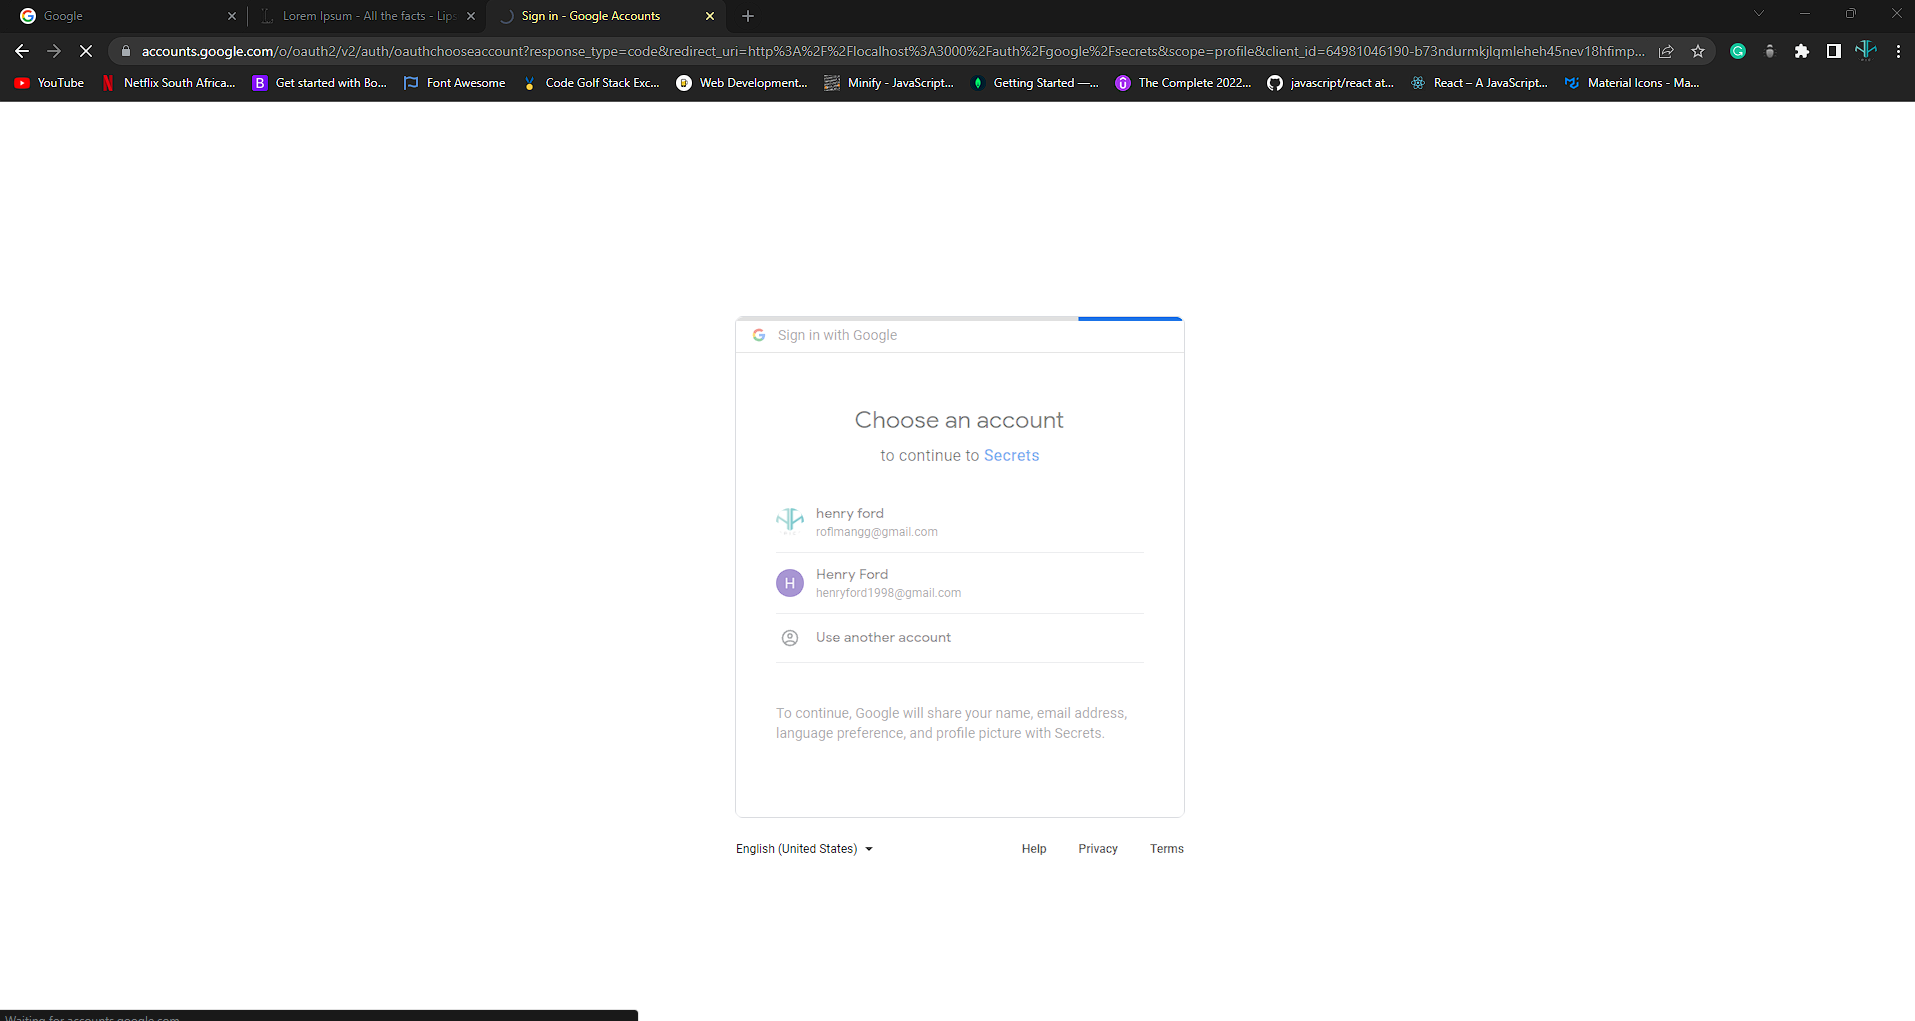 Google
Lorem Ipsum - All the facts - Lips
Sign in - Google Accounts
accounts.google.com/o/oauth2/v2/auth/oauthchooseaccount?response_type=code&redirect_uri=http%3A%2F%2Flocalhost%3A3000%2Fauth%2Fgoogle%2Fsecrets&scope=profile&client_id=64981046190-b73ndurmkjlqmleheh45nev18hfimp...
YouTube
Netflix South Africa...
B
Get started with Bo...
Font Awesome
Code Golf Stack Exc...
Web Development...
Minify - JavaScript...
Getting Started —...
The Complete 2022...
javascript/react at...
React – A JavaScript...
Material Icons - Ma...
Sign in with Google
Choose an account
to continue to Secrets
henry ford
roflmangg@gmail.com
H
Henry Ford
henryford1998@gmail.com
Use another account
To continue, Google will share your name, email address,
language preference, and profile picture with Secrets.
English (United States)
Help
Privacy
Terms
Waiting for accounts.google.com